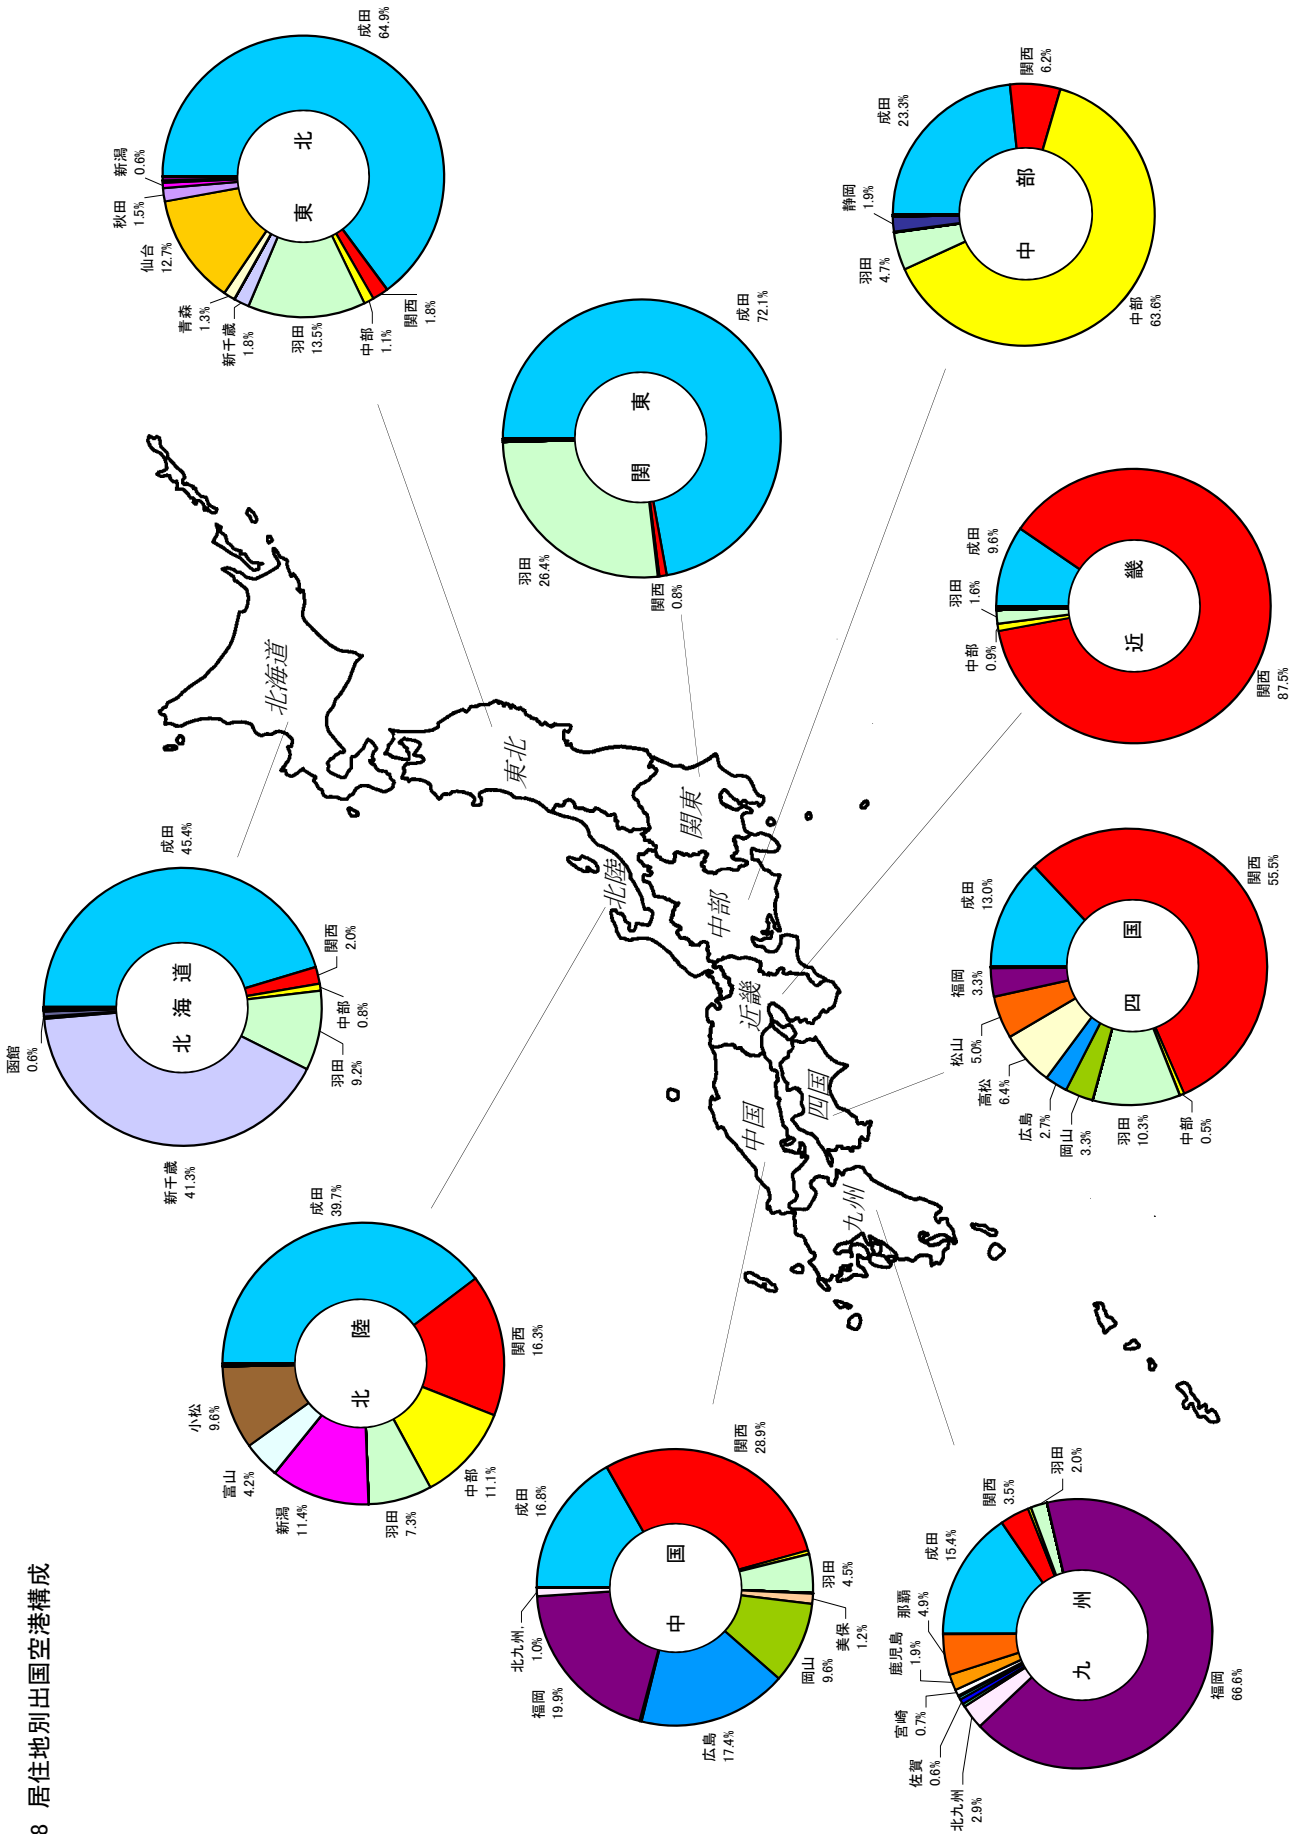 8 居住地別出国空港構成
北海道
成田
45.4%
関西
2.0%
中部
0.8%
羽田
9.2%
新千歳
41.3%
函館
0.6%
東北
成田
64.9%
関西
1.8%
中部
1.1%
羽田
13.5%
新千歳
1.8%
青森
1.3%
仙台
12.7%
秋田
1.5%
新潟
0.6%
関東
成田
72.1%
関西
0.8%
羽田
26.4%
中部
成田
23.3%
関西
6.2%
中部
63.6%
羽田
4.7%
静岡
1.9%
北陸
成田
39.7%
関西
16.3%
中部
11.1%
羽田
7.3%
新潟
11.4%
富山
4.2%
小松
9.6%
近畿
成田
9.6%
関西
87.5%
中部
0.9%
羽田
1.6%
中国
成田
16.8%
関西
28.9%
羽田
4.5%
美保
1.2%
岡山
9.6%
広島
17.4%
福岡
19.9%
北九州,
1.0%
四国
成田
13.0%
関西
55.5%
中部
0.5%
羽田
10.3%
岡山
3.3%
広島
2.7%
高松
6.4%
松山
5.0%
福岡
3.3%
九州
成田
15.4%
関西
3.5%
羽田
2.0%
福岡
66.6%
北九州
2.9%
佐賀
0.6%
宮崎
0.7%
鹿児島
1.9%
那覇
4.9%
北海道
東北
関東
北陸
中部
近畿
中国
四国
九州